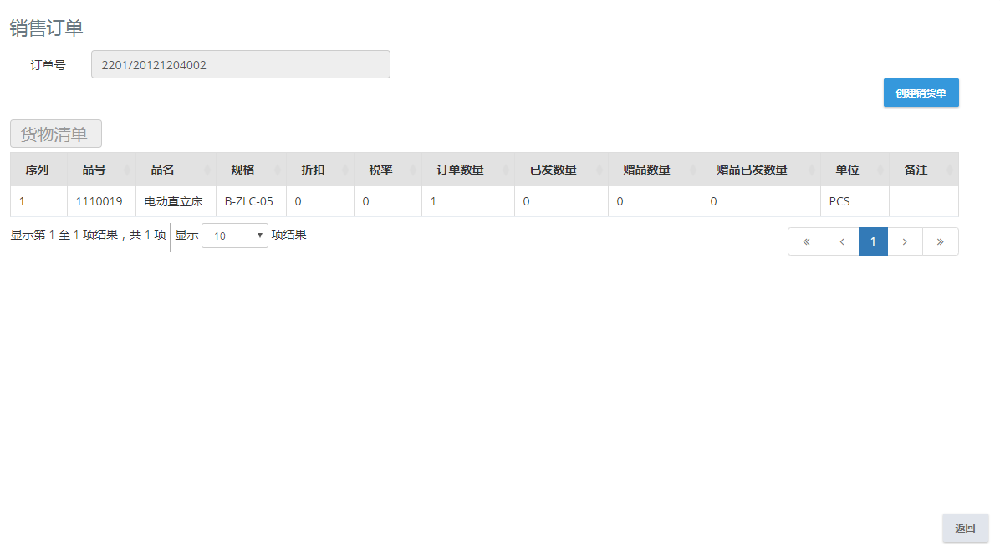 销售订单
订单号 2201/20121204002
创建销货单
货物清单
序列 品号 品名 规格 折扣 税率 订单数量 已发数量 赠品数量 赠品已发数量 单位 备注
1 1110019 电动直立床 B-ZLC-05 0 0 1 0 0 0 PCS
显示第 1 至 1 项结果，共 1 项 显示 10 项结果 « ‹ 1 › »
返回